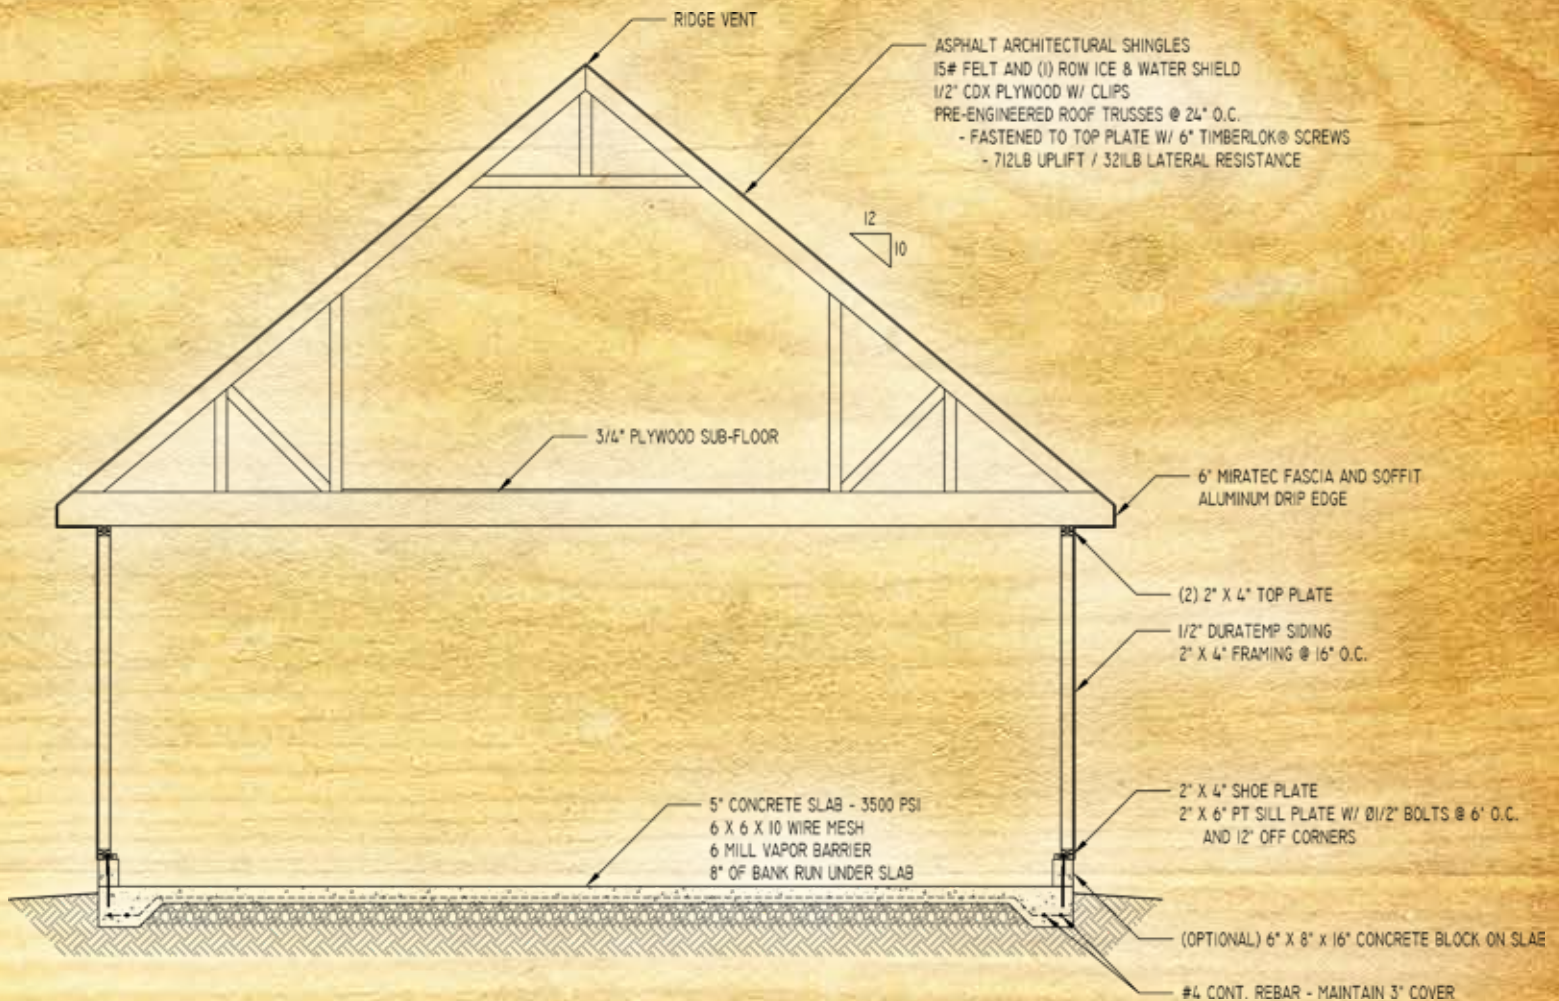 RIDGE VENT
ASPHALT ARCHITECTURAL SHINGLES
15# FELT AND (1) ROW ICE & WATER SHIELD
1/2" CDX PLYWOOD W/ CLIPS
PRE-ENGINEERED ROOF TRUSSES @ 24" O.C.
- FASTENED TO TOP PLATE W/ 6" TIMBERLOK® SCREWS
- 712LB UPLIFT / 321LB LATERAL RESISTANCE
12
10
3/4" PLYWOOD SUB-FLOOR
6" MIRATEC FASCIA AND SOFFIT
ALUMINUM DRIP EDGE
(2) 2" X 4" TOP PLATE
1/2" DURATEMP SIDING
2" X 4" FRAMING @ 16" O.C.
2" X 4" SHOE PLATE
2" X 6" PT SILL PLATE W/ Ø1/2" BOLTS @ 6' O.C.
AND 12" OFF CORNERS
5" CONCRETE SLAB - 3500 PSI
6 X 6 X 10 WIRE MESH
6 MILL VAPOR BARRIER
8" OF BANK RUN UNDER SLAB
(OPTIONAL) 6" X 8" x 16" CONCRETE BLOCK ON SLAB
#4 CONT. REBAR - MAINTAIN 3" COVER